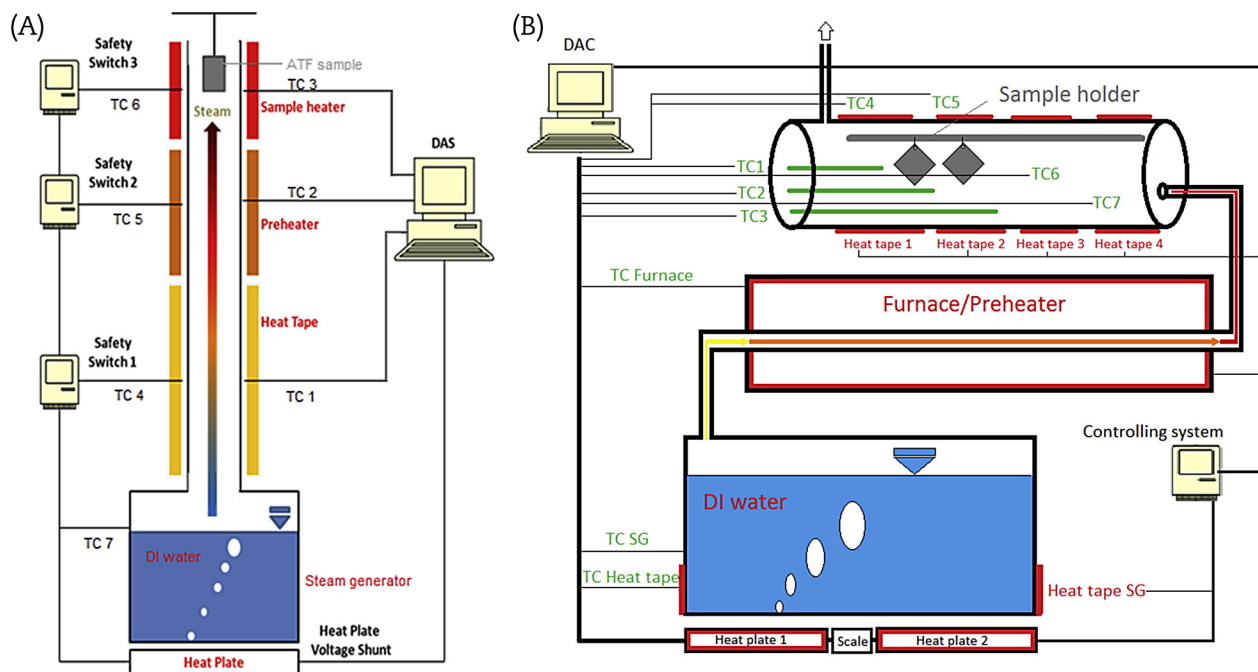 (A)
Safety
Switch 3
TC 6
ATF sample
TC 3
Steam
Sample heater
DAS
Safety
Switch 2
TC 5
TC 2
Preheater
Heat Tape
Safety
Switch 1
TC 4
TC 1
TC 7
DI water
Steam generator
Heat Plate
Voltage Shunt
Heat Plate
(B)
DAC
TC4
TC5
Sample holder
TC1
TC6
TC2
TC7
TC3
Heat tape 1
Heat tape 2
Heat tape 3
Heat tape 4
TC Furnace
Furnace/Preheater
Controlling system
DI water
TC SG
TC Heat tape
Heat tape SG
Heat plate 1
Scale
Heat plate 2